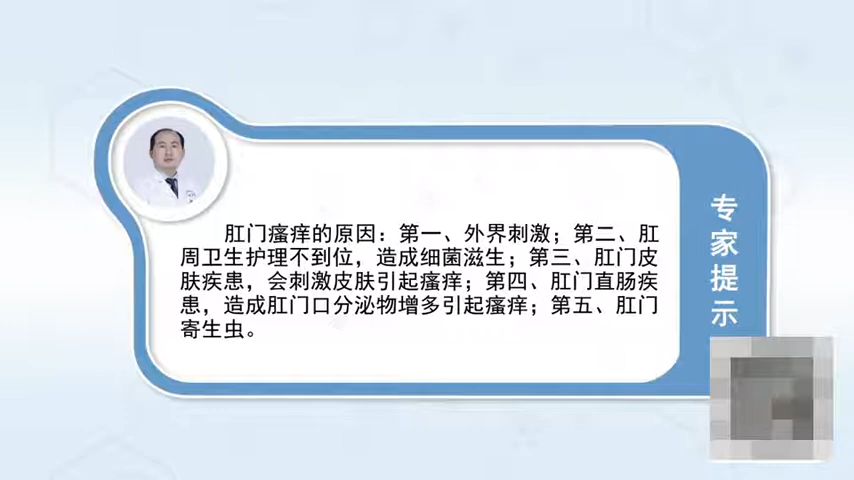 肛门瘙痒的原因：第一、外界刺激；第二、肛
周卫生护理不到位，造成细菌滋生；第三、肛门皮
肤疾患，会刺激皮肤引起瘙痒；第四、肛门直肠疾
患，造成肛门口分泌物增多引起瘙痒；第五、肛门
寄生虫。
专家提示